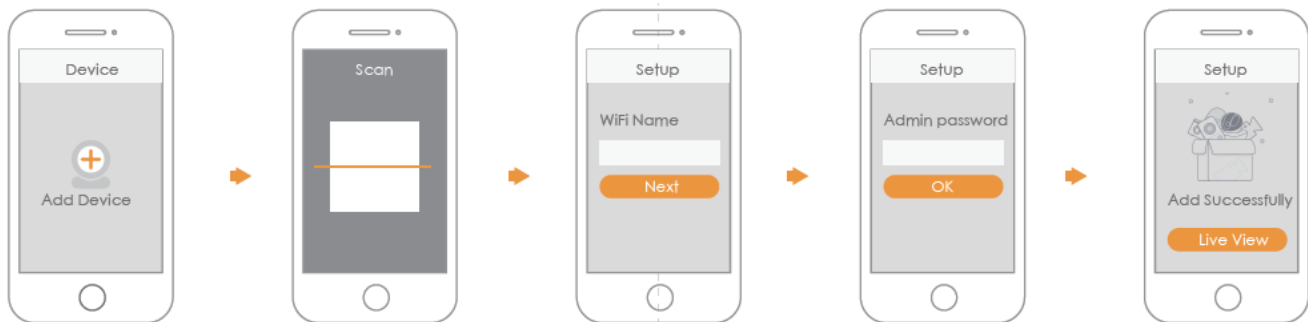 Device
Add Device
Scan
Setup
WiFi Name
Next
Setup
Admin password
OK
Setup
Add Successfully
Live View